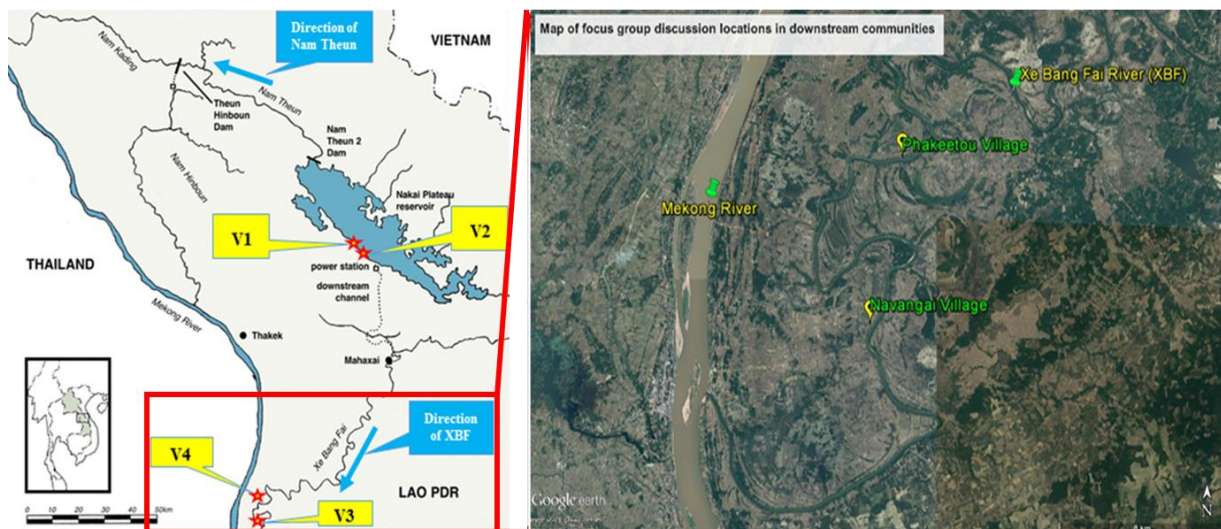 Nam Kading
Direction of
Nam Theun
VIETNAM
Nam Theun
Theun
Hinboun
Dam
Nam
Theun 2
Dam
Nam Hinboun
Nakai Plateau
reservoir
V1
V2
THAILAND
power station
downstream
channel
Mekong River
Thakek
Mahaxai
Direction
of XBF
Xe Bang Fai
V4
LAO PDR
V3
0 10 20 30 40 50km
Map of focus group discussion locations in downstream communities
Xe Bang Fai River (XBF)
Phakeetou Village
Mekong River
Navangai Village
Google earth
N